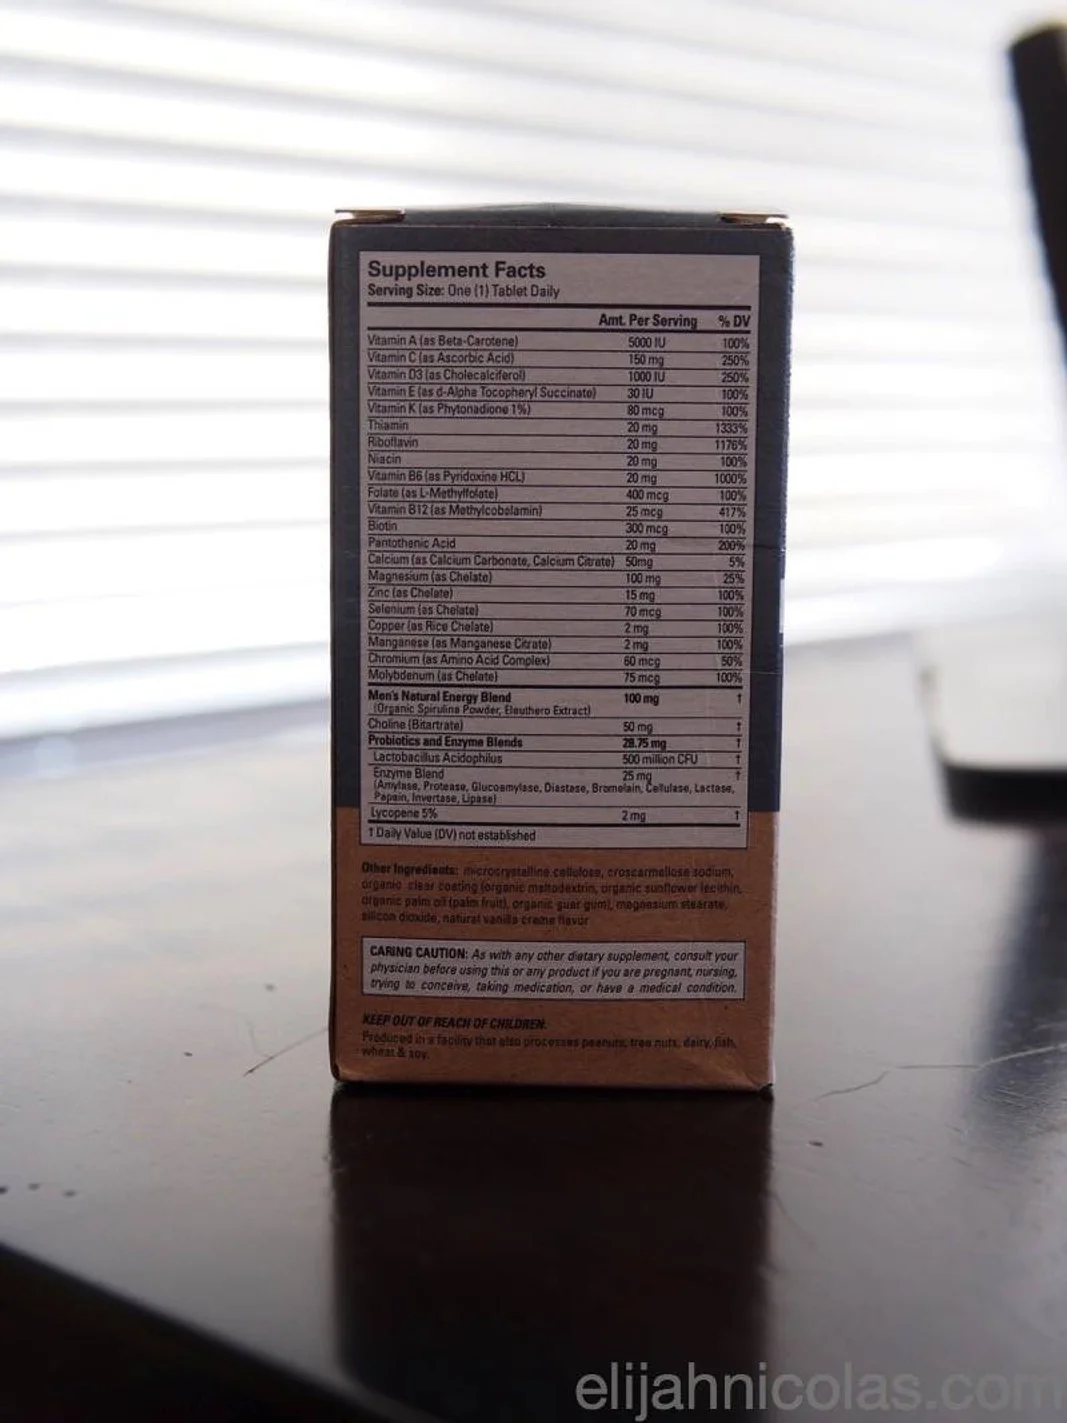 Supplement Facts
Serving Size: One (1) Tablet Daily
Amt. Per Serving % DV
Vitamin A (as Beta-Carotene) 5000 IU 100%
Vitamin C (as Ascorbic Acid) 150 mg 250%
Vitamin D3 (as Cholecalciferol) 1000 IU 250%
Vitamin E (as d-Alpha Tocopheryl Succinate) 30 IU 100%
Vitamin K (as Phytonadione 1%) 80 mcg 100%
Thiamin 20 mg 1333%
Riboflavin 20 mg 1176%
Niacin 20 mg 100%
Vitamin B6 (as Pyridoxine HCL) 20 mg 1000%
Folate (as L-Methylfolate) 400 mcg 100%
Vitamin B12 (as Methylcobalamin) 25 mcg 417%
Biotin 300 mcg 100%
Pantothenic Acid 20 mg 200%
Calcium (as Calcium Carbonate, Calcium Citrate) 50mg 5%
Magnesium (as Chelate) 100 mg 25%
Zinc (as Chelate) 15 mg 100%
Selenium (as Chelate) 70 mcg 100%
Copper (as Rice Chelate) 2 mg 100%
Manganese (as Manganese Citrate) 2 mg 100%
Chromium (as Amino Acid Complex) 60 mcg 50%
Molybdenum (as Chelate) 75 mcg 100%
Men's Natural Energy Blend 100 mg †
(Organic Spirulina Powder, Eleuthero Extract)
Choline (Bitartrate) 50 mg †
Probiotics and Enzyme Blends 28.75 mg †
Lactobacillus Acidophilus 500 million CFU †
Enzyme Blend 25 mg †
(Amylase, Protease, Glucoamylase, Diastase, Bromelain, Cellulase, Lactase,
Papain, Invertase, Lipase)
Lycopene 5% 2 mg †
† Daily Value (DV) not established
Other Ingredients: microcrystalline cellulose, croscarmellose sodium,
organic clear coating (organic maltodextrin, organic sunflower lecithin,
organic palm oil (palm fruit), organic guar gum), magnesium stearate,
silicon dioxide, natural vanilla creme flavor
CARING CAUTION: As with any other dietary supplement, consult your
physician before using this or any product if you are pregnant, nursing,
trying to conceive, taking medication, or have a medical condition.
KEEP OUT OF REACH OF CHILDREN.
Produced in a facility that also processes peanuts, tree nuts, dairy, fish,
wheat & soy.
elijahnicolas.com